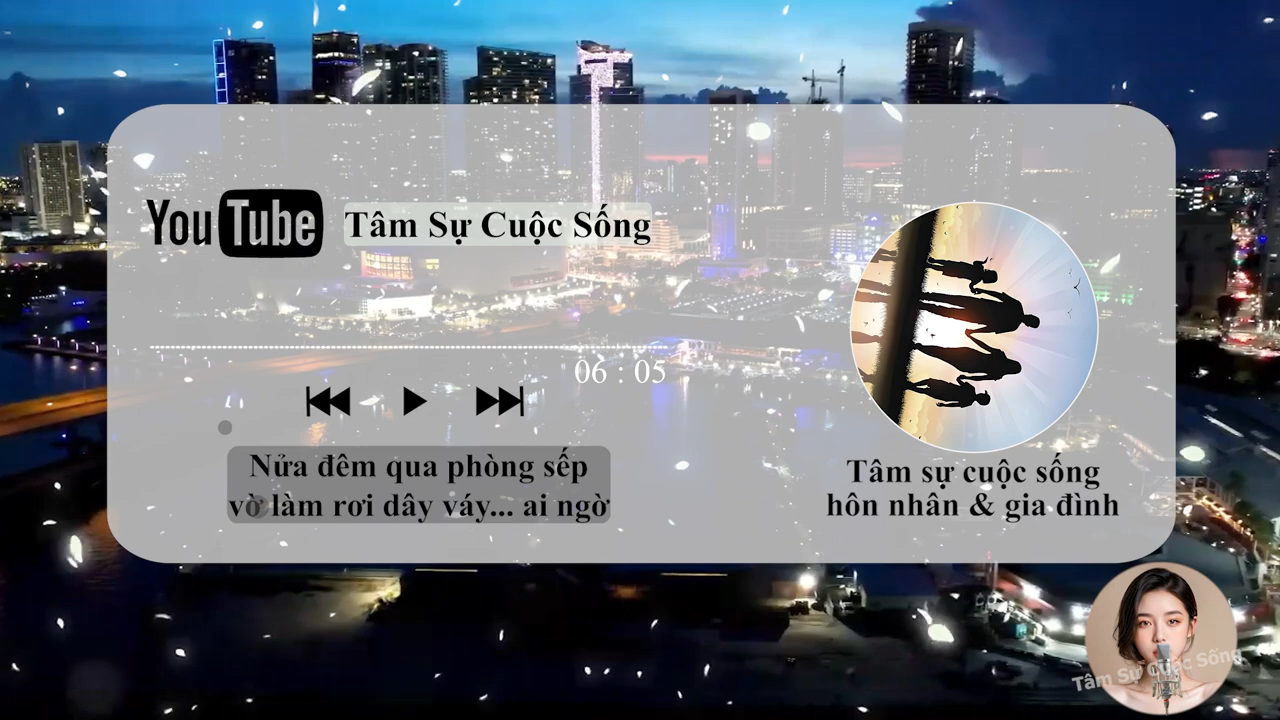 YouTube
Tâm Sự Cuộc Sống
06 : 05
Nửa đêm qua phòng sếp
vờ làm rơi dây váy... ai ngờ
Tâm sự cuộc sống
hôn nhân & gia đình
Tâm Sự Cuộc Sống